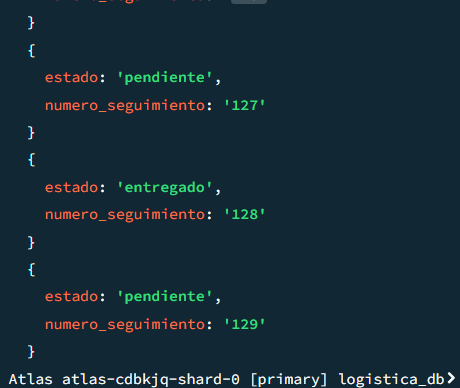 }
{
estado: 'pendiente',
numero_seguimiento: '127'
}
{
estado: 'entregado',
numero_seguimiento: '128'
}
{
estado: 'pendiente',
numero_seguimiento: '129'
}
Atlas atlas-cdbkjq-shard-0 [primary] logistica_db>